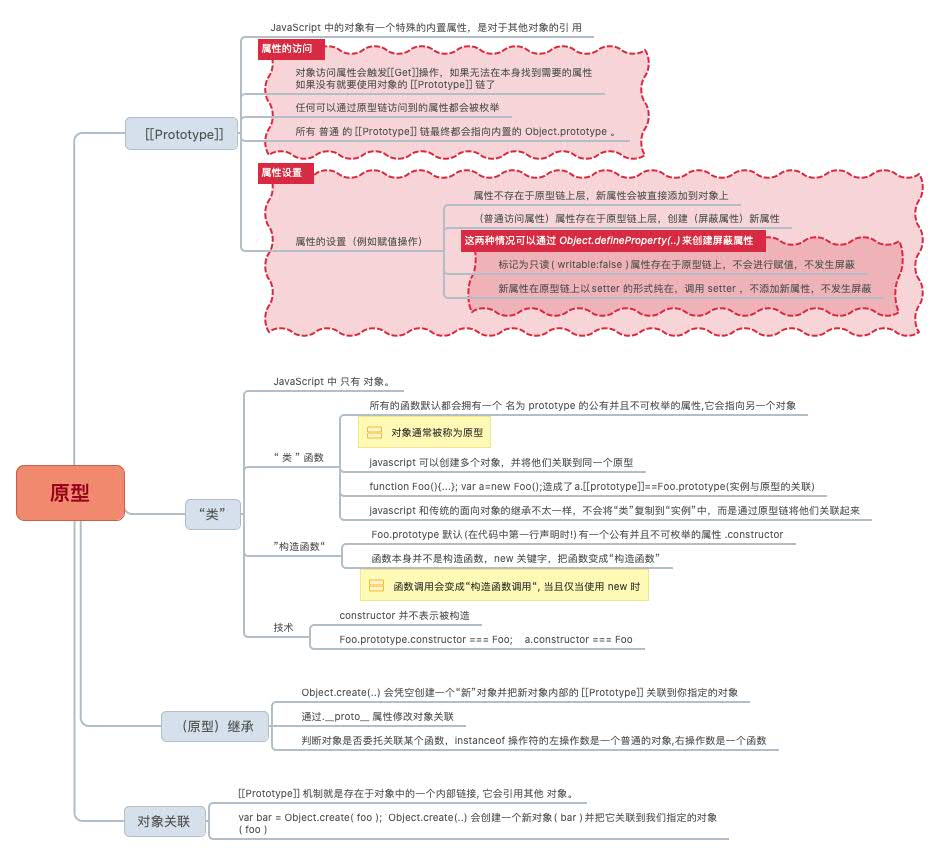 JavaScript 中的对象有一个特殊的内置属性，是对于其他对象的引 用
属性的访问
对象访问属性会触发[[Get]]操作，如果无法在本身找到需要的属性
如果没有就要使用对象的 [[Prototype]] 链了
任何可以通过原型链访问到的属性都会被枚举
所有 普通 的 [[Prototype]] 链最终都会指向内置的 Object.prototype 。
[[Prototype]]
属性设置
属性不存在于原型链上层，新属性会被直接添加到对象上
（普通访问属性）属性存在于原型链上层，创建（屏蔽属性）新属性
属性的设置（例如赋值操作）
这两种情况可以通过 Object.defineProperty(..) 来创建屏蔽属性
标记为只读 ( writable:false ) 属性存在于原型链上，不会进行赋值，不发生屏蔽
新属性在原型链上以setter 的形式纯在，调用 setter ，不添加新属性，不发生屏蔽
原型
“类”
JavaScript 中 只有 对象。
“ 类 ” 函数
所有的函数默认都会拥有一个 名为 prototype 的公有并且不可枚举的属性,它会指向另一个对象
对象通常被称为原型
javascript 可以创建多个对象，并将他们关联到同一个原型
function Foo(){...}; var a=new Foo();造成了a.[[prototype]]==Foo.prototype(实例与原型的关联)
javascript 和传统的面向对象的继承不太一样，不会将“类”复制到“实例”中，而是通过原型链将他们关联起来
”构造函数“
Foo.prototype 默认(在代码中第一行声明时!)有一个公有并且不可枚举的属性 .constructor
函数本身并不是构造函数，new 关键字，把函数变成“构造函数”
函数调用会变成“构造函数调用”, 当且仅当使用 new 时
技术
constructor 并不表示被构造
Foo.prototype.constructor === Foo; a.constructor === Foo
（原型）继承
Object.create(..) 会凭空创建一个“新”对象并把新对象内部的 [[Prototype]] 关联到你指定的对象
通过.__proto__ 属性修改对象关联
判断对象是否委托关联某个函数，instanceof 操作符的左操作数是一个普通的对象,右操作数是一个函数
对象关联
[[Prototype]] 机制就是存在于对象中的一个内部链接, 它会引用其他 对象。
var bar = Object.create( foo ); Object.create(..) 会创建一个新对象( bar )并把它关联到我们指定的对象
( foo )